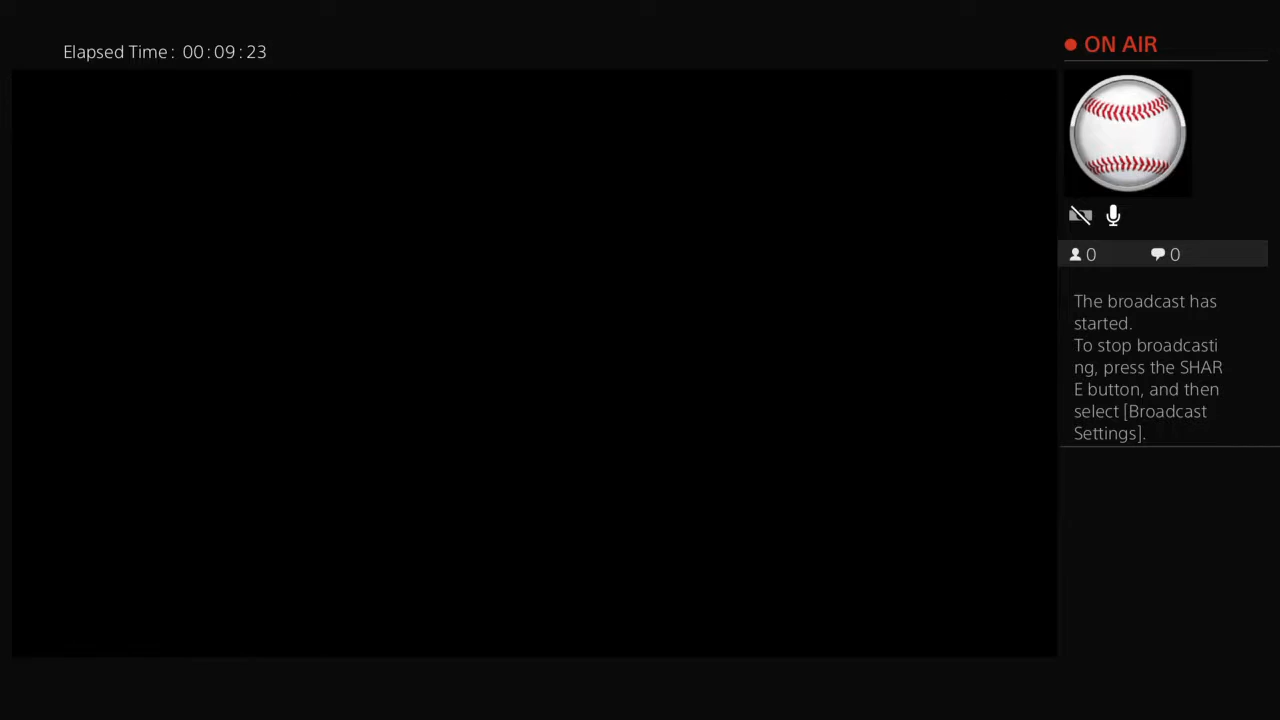 Elapsed Time: 00:09:23
ON AIR
0 0
The broadcast has
started.
To stop broadcasti
ng, press the SHAR
E button, and then
select [Broadcast
Settings].